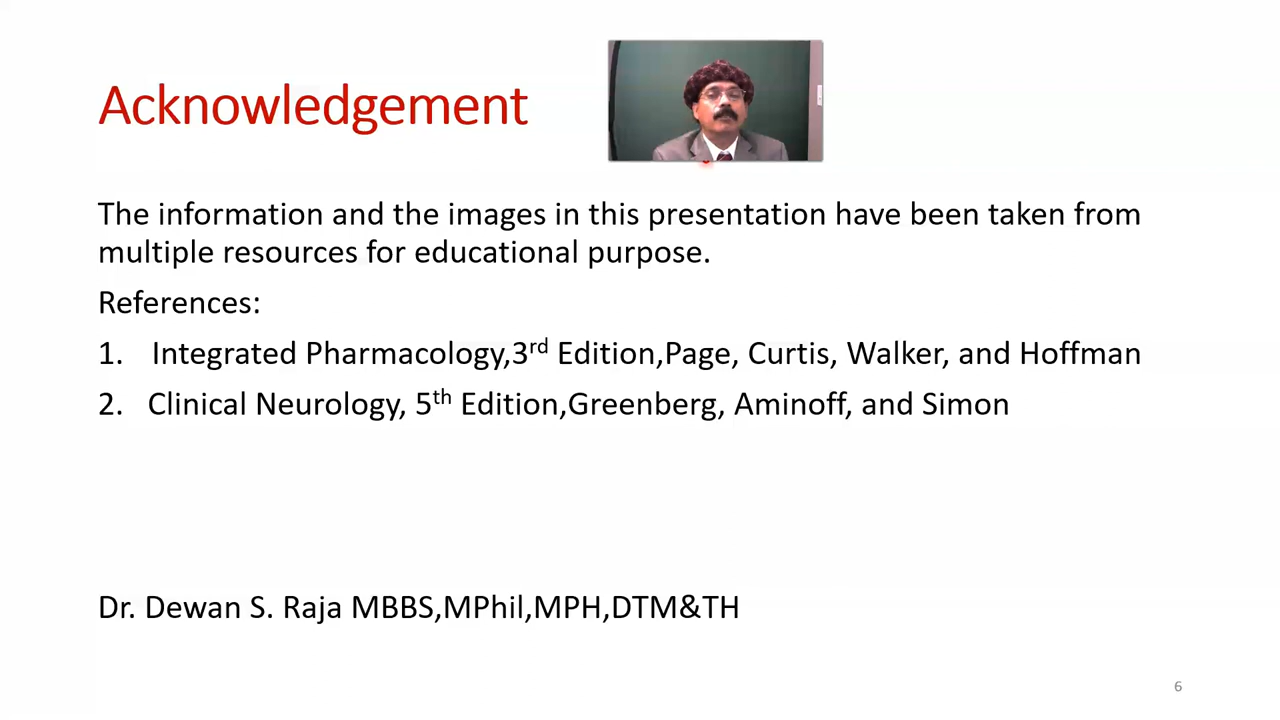 Acknowledgement
The information and the images in this presentation have been taken from
multiple resources for educational purpose.
References:
1. Integrated Pharmacology,3rd Edition,Page, Curtis, Walker, and Hoffman
2. Clinical Neurology, 5th Edition,Greenberg, Aminoff, and Simon
Dr. Dewan S. Raja MBBS,MPhil,MPH,DTM&TH
6